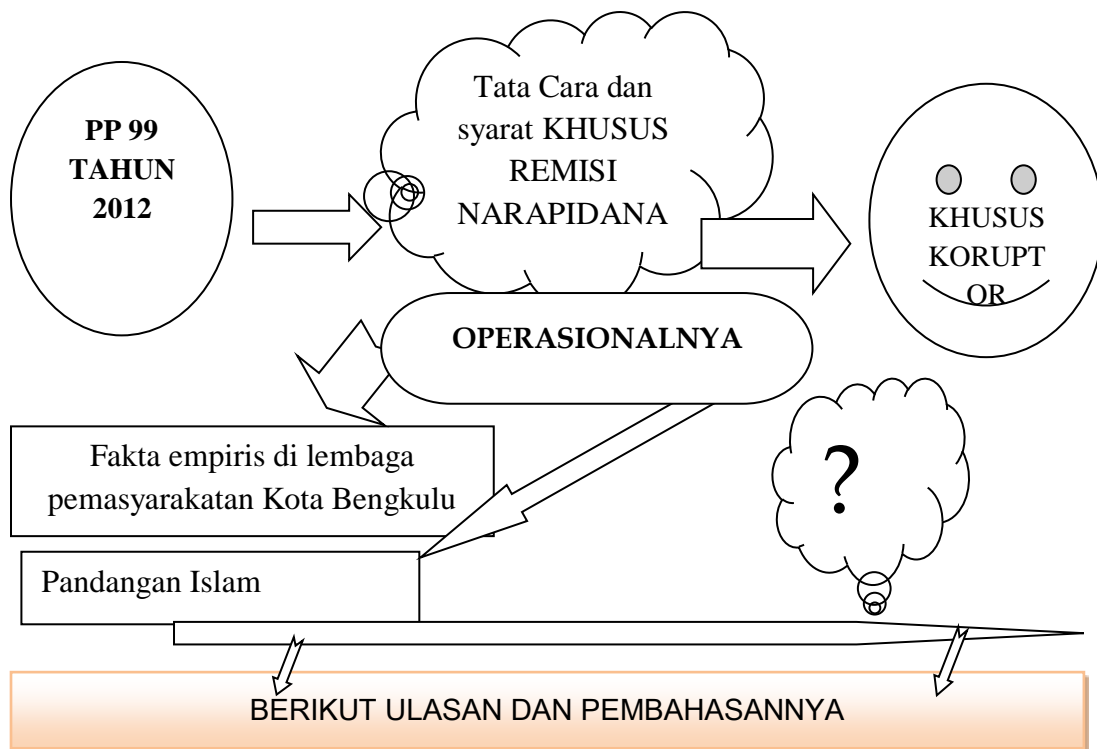 PP 99
TAHUN
2012
Tata Cara dan
syarat KHUSUS
REMISI
NARAPIDANA
KHUSUS
KORUPT
OR
OPERASIONALNYA
Fakta empiris di lembaga
pemasyarakatan Kota Bengkulu
?
Pandangan Islam
BERIKUT ULASAN DAN PEMBAHASANNYA